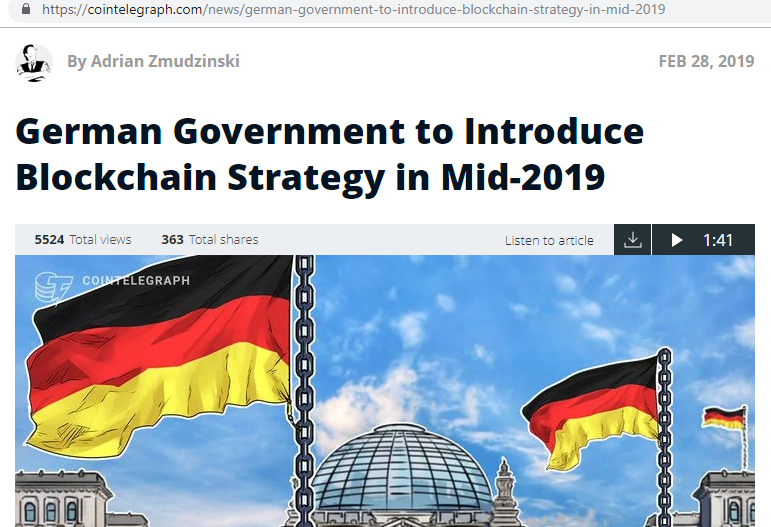 https://cointelegraph.com/news/german-government-to-introduce-blockchain-strategy-in-mid-2019
By Adrian Zmudzinski
FEB 28, 2019
German Government to Introduce
Blockchain Strategy in Mid-2019
5524 Total views 363 Total shares Listen to article 1:41
COINTELEGRAPH